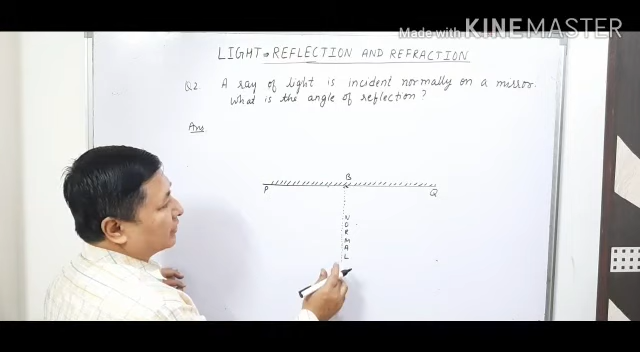 Made with KINEMASTER
LIGHT - REFLECTION AND REFRACTION
Q2 A ray of light is incident normally on a mirror.
What is the angle of reflection ?
Ans.
B
P
Q
NORMAL